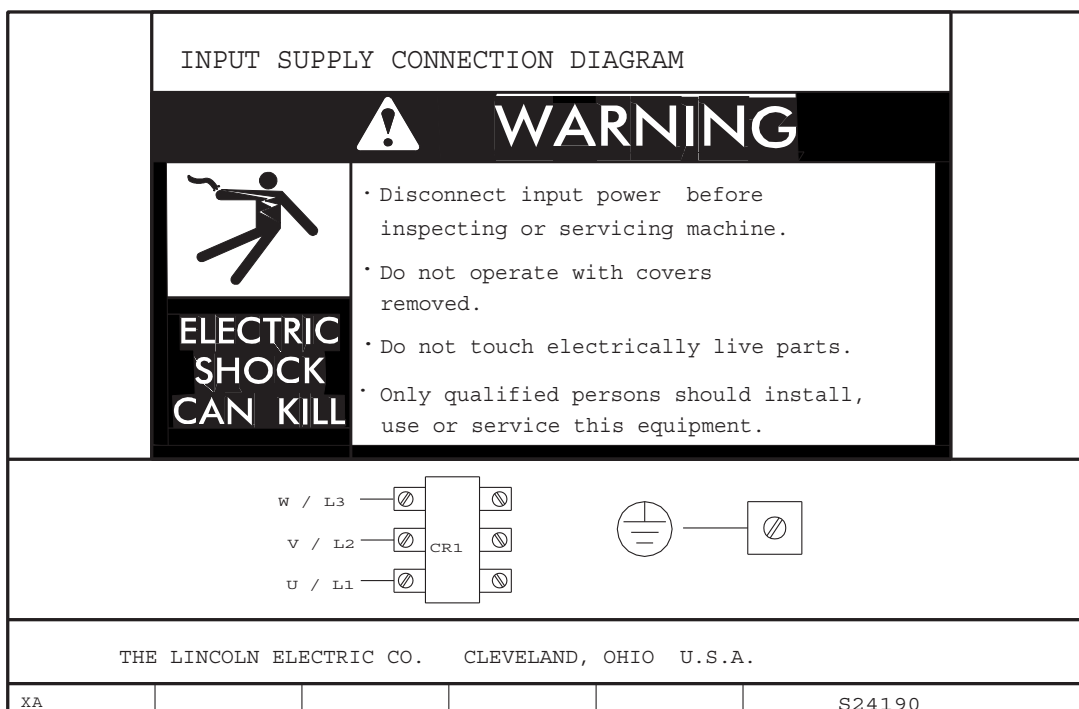 INPUT SUPPLY CONNECTION DIAGRAM
WARNING
ELECTRIC
SHOCK
CAN KILL
· Disconnect input power before
inspecting or servicing machine.
· Do not operate with covers
removed.
· Do not touch electrically live parts.
· Only qualified persons should install,
use or service this equipment.
W / L3
V / L2
CR1
U / L1
THE LINCOLN ELECTRIC CO. CLEVELAND, OHIO U.S.A.
XA
S24190